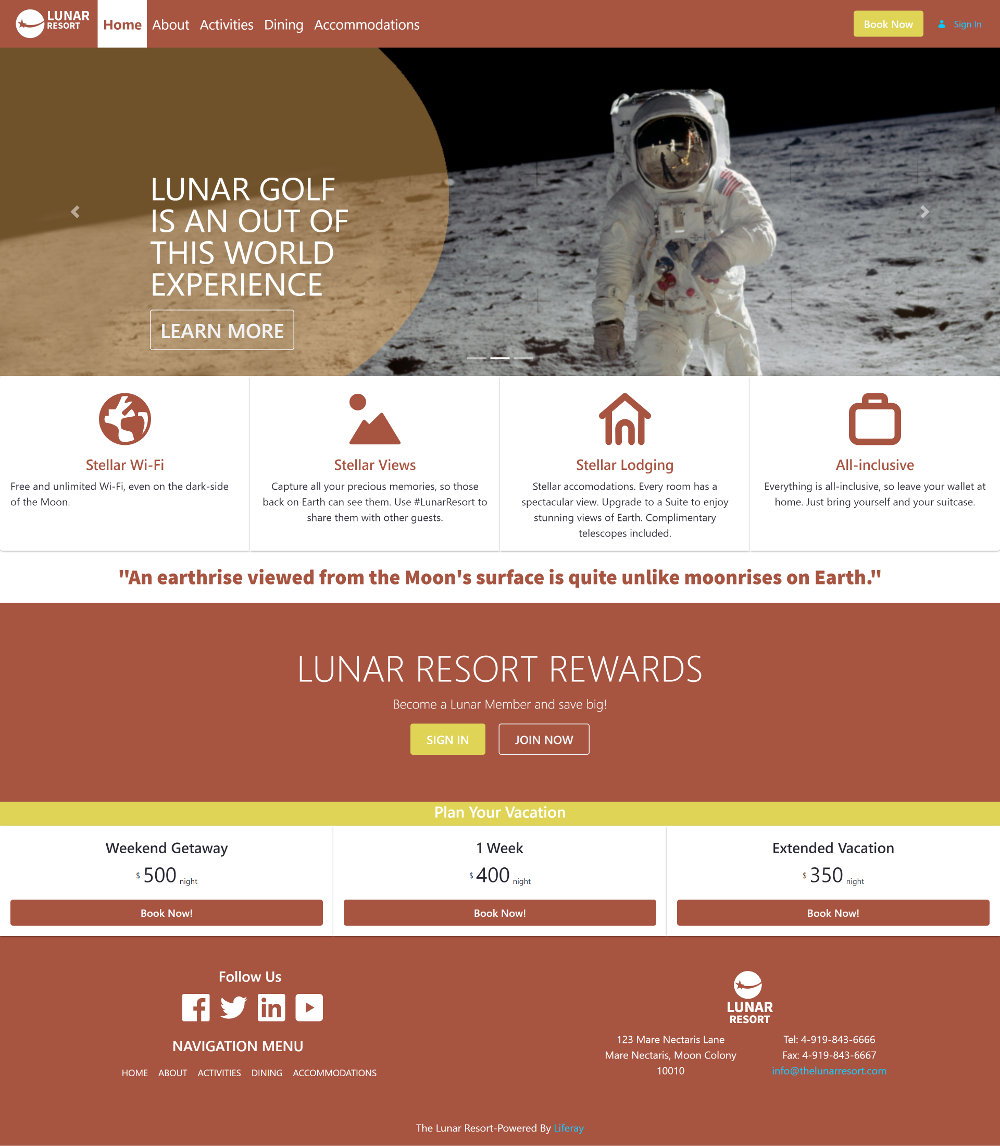 LUNAR
RESORT
Home About Activities Dining Accommodations
Book Now
Sign In
LUNAR GOLF
IS AN OUT OF
THIS WORLD
EXPERIENCE
LEARN MORE
Stellar Wi-Fi
Free and unlimited Wi-Fi, even on the dark-side
of the Moon.
Stellar Views
Capture all your precious memories, so those
back on Earth can see them. Use #LunarResort to
share them with other guests.
Stellar Lodging
Stellar accomodations. Every room has a
spectacular view. Upgrade to a Suite to enjoy
stunning views of Earth. Complimentary
telescopes included.
All-inclusive
Everything is all-inclusive, so leave your wallet at
home. Just bring yourself and your suitcase.
"An earthrise viewed from the Moon's surface is quite unlike moonrises on Earth."
LUNAR RESORT REWARDS
Become a Lunar Member and save big!
SIGN IN
JOIN NOW
Plan Your Vacation
Weekend Getaway
$ 500 night
Book Now!
1 Week
$ 400 night
Book Now!
Extended Vacation
$ 350 night
Book Now!
Follow Us
NAVIGATION MENU
HOME ABOUT ACTIVITIES DINING ACCOMMODATIONS
LUNAR
RESORT
123 Mare Nectaris Lane
Mare Nectaris, Moon Colony
10010
Tel: 4-919-843-6666
Fax: 4-919-843-6667
info@thelunarresort.com
The Lunar Resort-Powered By Liferay